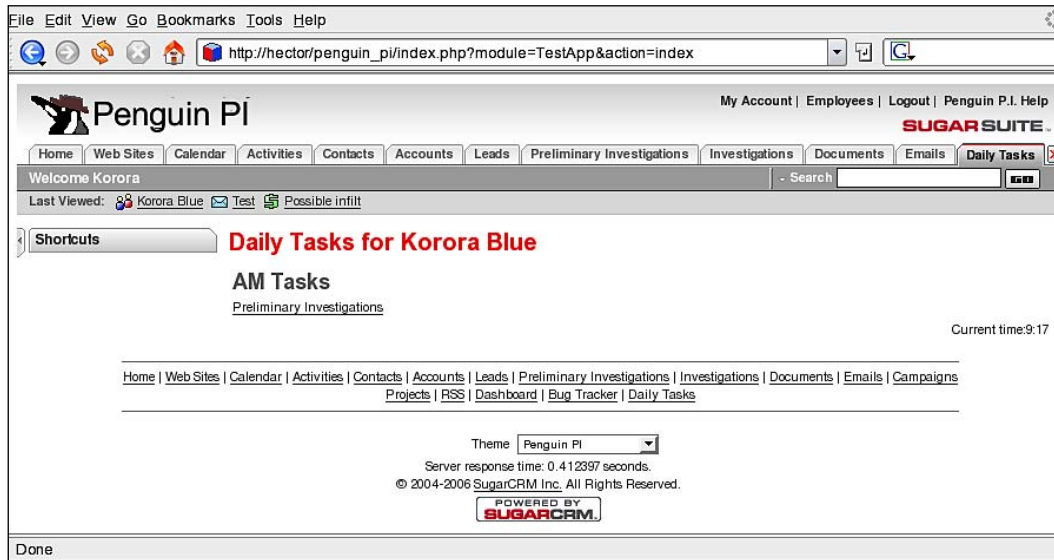 File Edit View Go Bookmarks Tools Help
http://hector/penguin_pi/index.php?module=TestApp&action=index
G
Penguin PI
My Account | Employees | Logout | Penguin P.I. Help
SUGARSUITE
Home Web Sites Calendar Activities Contacts Accounts Leads Preliminary Investigations Investigations Documents Emails Daily Tasks
Welcome Korora - Search GO
Last Viewed: Korora Blue Test Possible infilt
Shortcuts
Daily Tasks for Korora Blue
AM Tasks
Preliminary Investigations
Current time:9:17
Home | Web Sites | Calendar | Activities | Contacts | Accounts | Leads | Preliminary Investigations | Investigations | Documents | Emails | Campaigns
Projects | RSS | Dashboard | Bug Tracker | Daily Tasks
Theme Penguin PI
Server response time: 0.412397 seconds.
© 2004-2006 SugarCRM Inc. All Rights Reserved.
POWERED BY
SUGARCRM.
Done